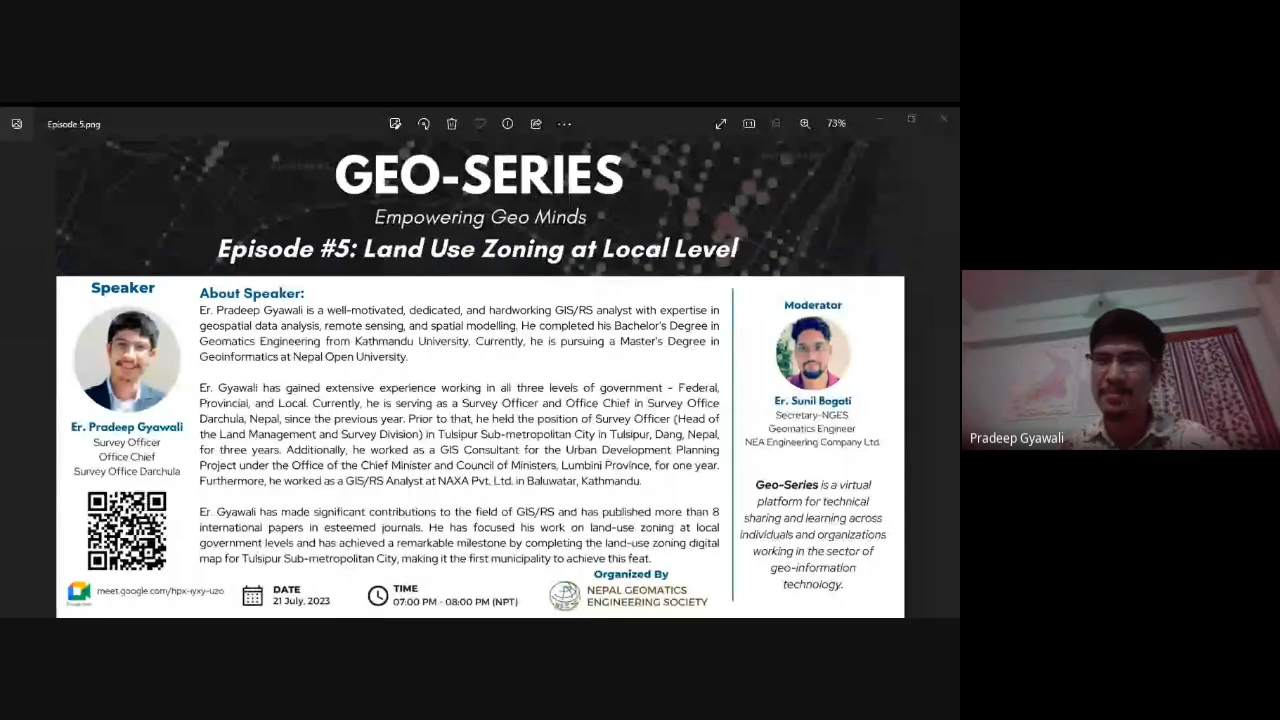 Episode 5.png
73%
GEO-SERIES
Empowering Geo Minds
Episode #5: Land Use Zoning at Local Level
Speaker
Er. Pradeep Gyawali
Survey Officer
Office Chief
Survey Office Darchula
meet.google.com/hpx-iyxy-uzo
About Speaker:
Er. Pradeep Gyawali is a well-motivated, dedicated, and hardworking GIS/RS analyst with expertise in
geospatial data analysis, remote sensing, and spatial modelling. He completed his Bachelor's Degree in
Geomatics Engineering from Kathmandu University. Currently, he is pursuing a Master's Degree in
Geoinformatics at Nepal Open University.
Er. Gyawali has gained extensive experience working in all three levels of government - Federal,
Provincial, and Local. Currently, he is serving as a Survey Officer and Office Chief in Survey Office
Darchula, Nepal, since the previous year. Prior to that, he held the position of Survey Officer (Head of
the Land Management and Survey Division) in Tulsipur Sub-metropolitan City in Tulsipur, Dang, Nepal,
for three years. Additionally, he worked as a GIS Consultant for the Urban Development Planning
Project under the Office of the Chief Minister and Council of Ministers, Lumbini Province, for one year.
Furthermore, he worked as a GIS/RS Analyst at NAXA Pvt. Ltd. in Baluwatar, Kathmandu.
Er. Gyawali has made significant contributions to the field of GIS/RS and has published more than 8
international papers in esteemed journals. He has focused his work on land-use zoning at local
government levels and has achieved a remarkable milestone by completing the land-use zoning digital
map for Tulsipur Sub-metropolitan City, making it the first municipality to achieve this feat.
DATE
21 July, 2023
TIME
07:00 PM - 08:00 PM (NPT)
Organized By
NEPAL GEOMATICS
ENGINEERING SOCIETY
Moderator
Er. Sunil Bogati
Secretary-NGES
Geomatics Engineer
NEA Engineering Company Ltd.
Geo-Series is a virtual
platform for technical
sharing and learning across
individuals and organizations
working in the sector of
geo-information
technology.
Pradeep Gyawali